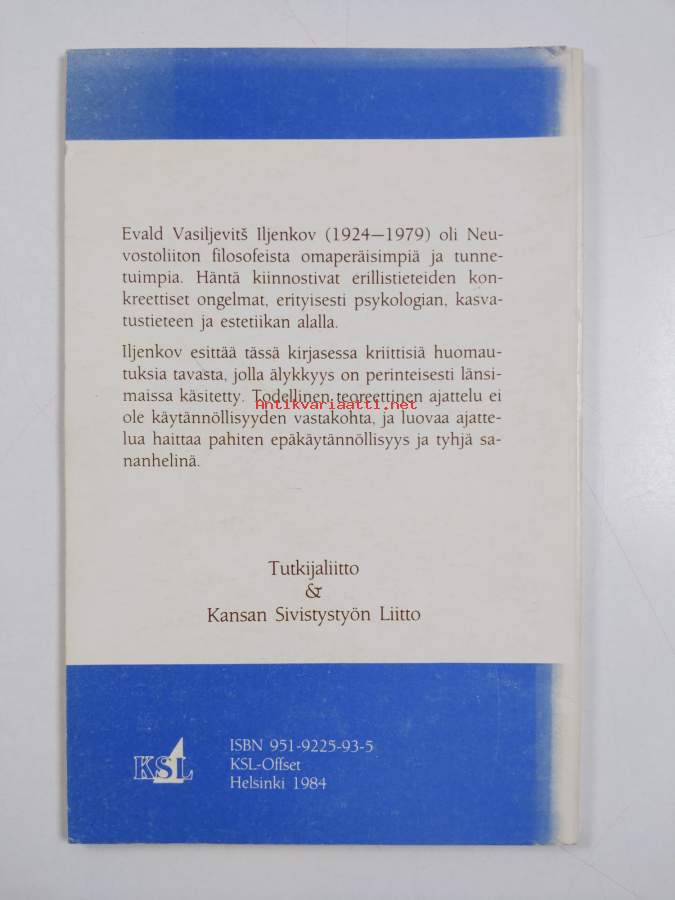 Evald Vasiljevitš Iljenkov (1924—1979) oli Neu-
vostoliiton filosofeista omaperäisimpiä ja tunne-
tuimpia. Häntä kiinnostivat erillistieteiden kon-
kreettiset ongelmat, erityisesti psykologian, kasva-
tustieteen ja estetiikan alalla.
Iljenkov esittää tässä kirjasessa kriittisiä huomau-
tuksia tavasta, jolla älykkyys on perinteisesti länsi-
maissa käsitetty. Todellinen teoreettinen ajattelu ei
Antikvariaatti.net
ole käytännöllisyyden vastakohta, ja luovaa ajatte-
lua haittaa pahiten epäkäytännöllisyys ja tyhjä sa-
nanhelinä.
Tutkijaliitto
&
Kansan Sivistystyön Liitto
KSL
ISBN 951-9225-93-5
KSL-Offset
Helsinki 1984